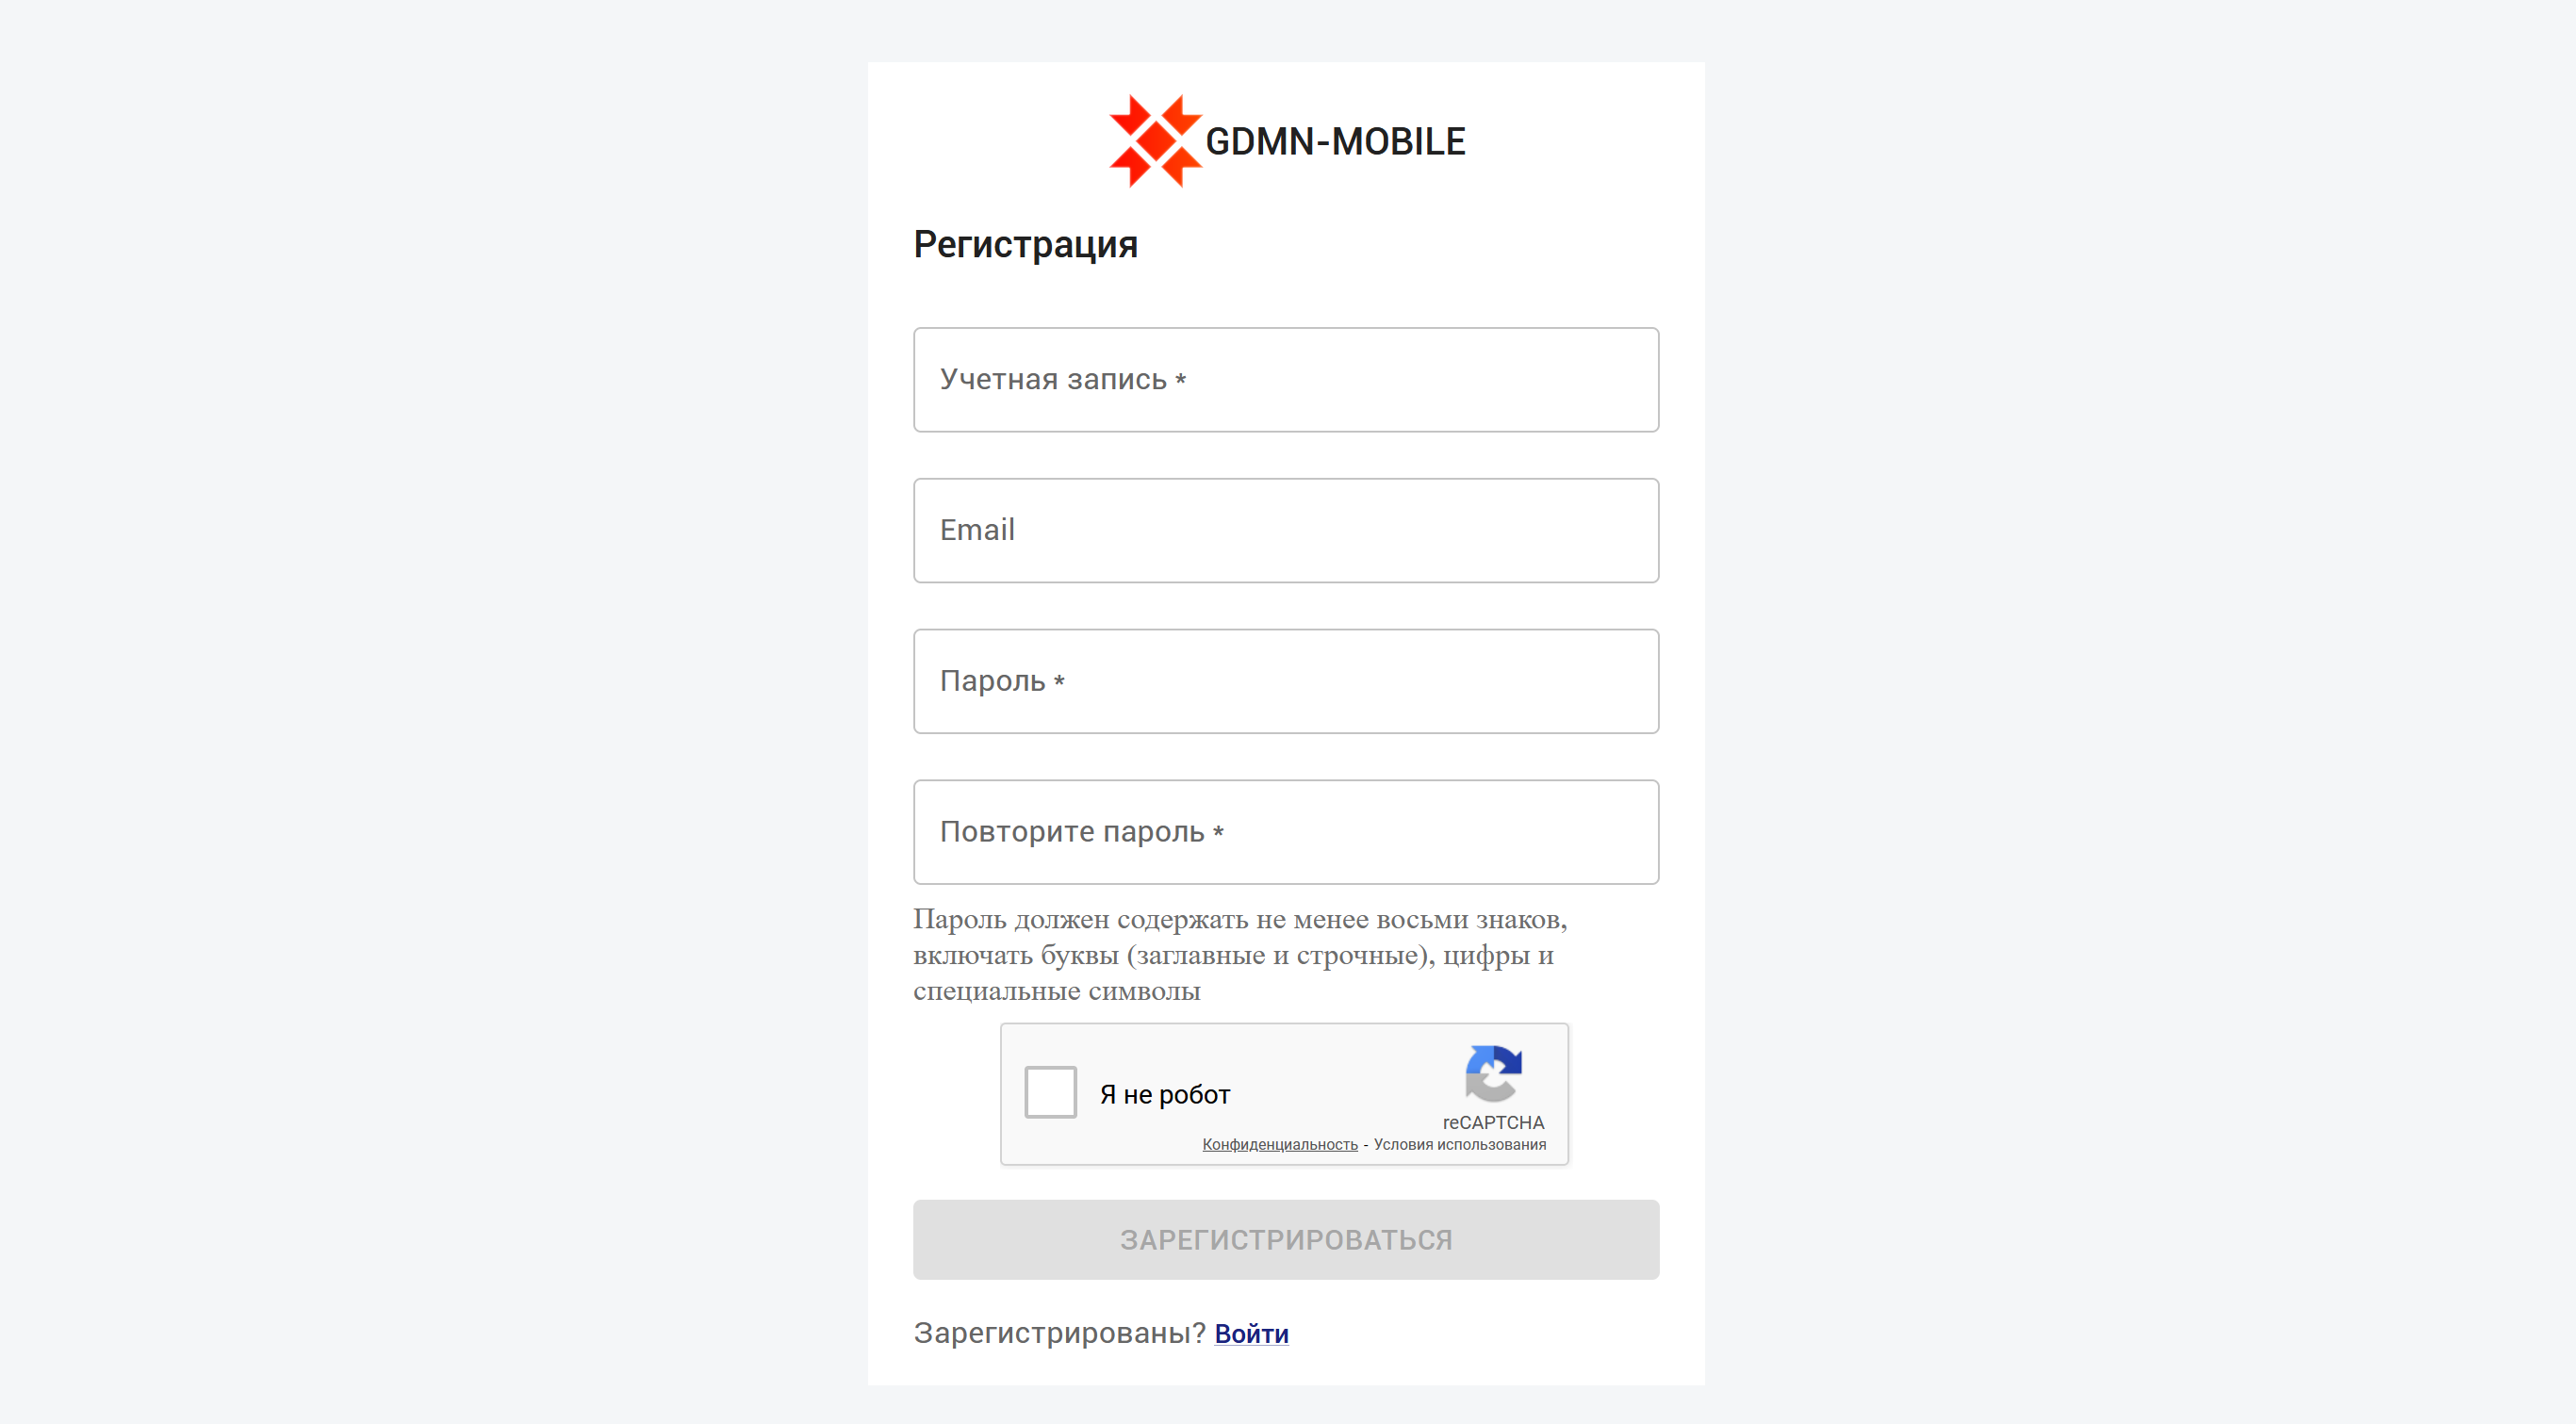 GDMN-MOBILE
Регистрация
Учетная запись *
Email
Пароль *
Повторите пароль *
Пароль должен содержать не менее восьми знаков,
включать буквы (заглавные и строчные), цифры и
специальные символы
Я не робот
reCAPTCHA
Конфиденциальность - Условия использования
ЗАРЕГИСТРИРОВАТЬСЯ
Зарегистрированы? Войти